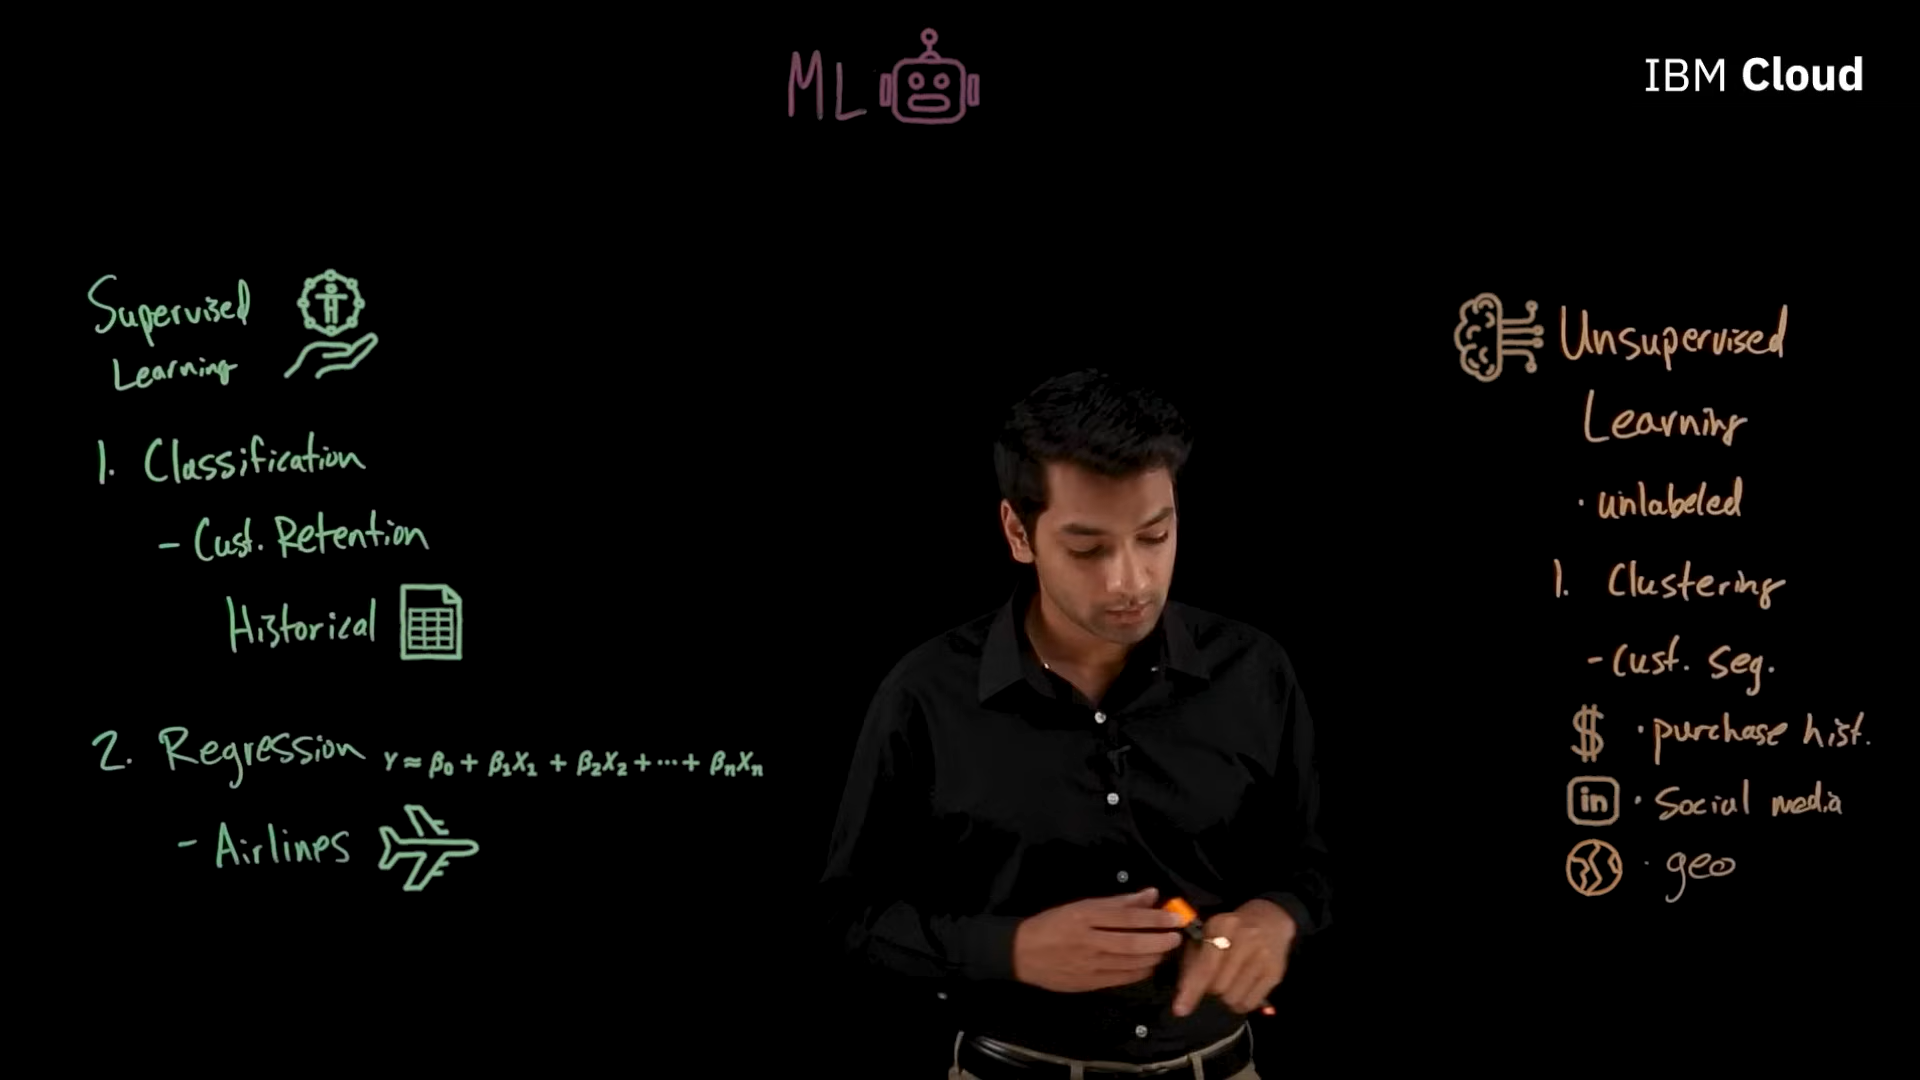 ML
IBM Cloud
Supervised
Learning
1. Classification
- Cust. Retention
Historical
2. Regression Y ≈ β₀ + β₁X₁ + β₂X₂ + ··· + βₙXₙ
- Airlines
Unsupervised
Learning
· unlabeled
1. Clustering
- Cust. Seg.
$ · purchase hist.
in · Social media
· geo